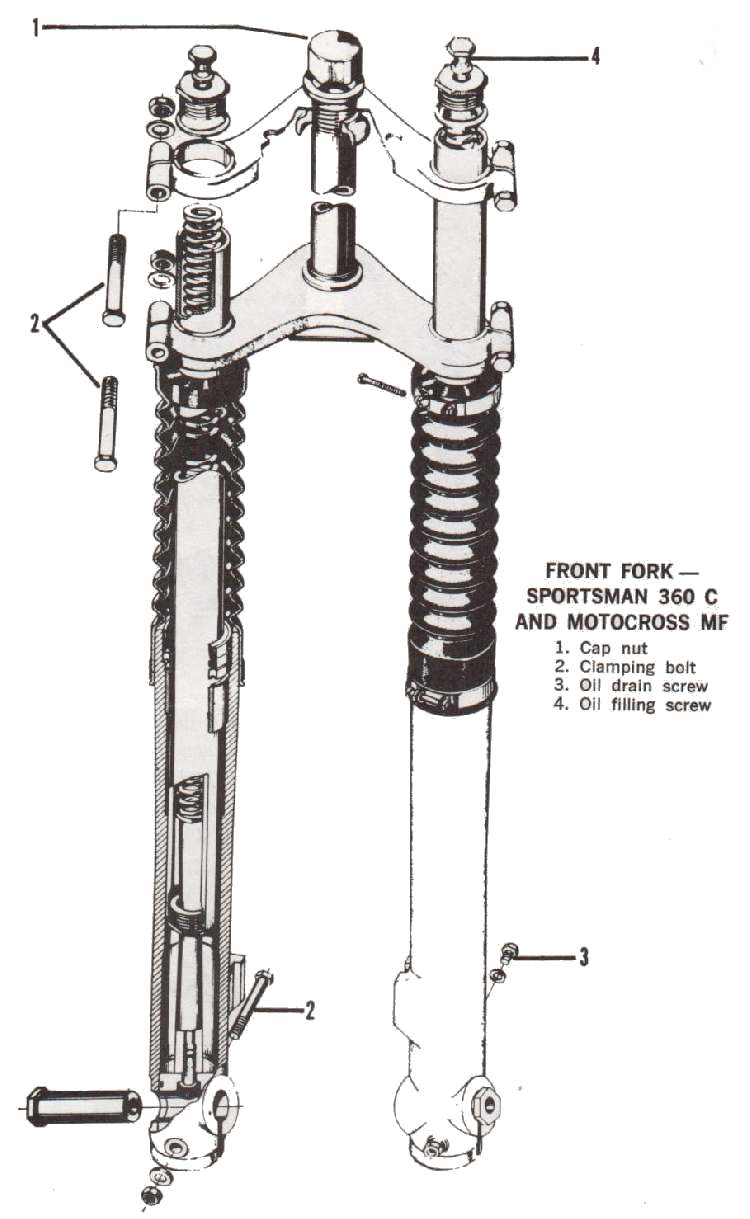 1
4
2
FRONT FORK —
SPORTSMAN 360 C
AND MOTOCROSS MF
1. Cap nut
2. Clamping bolt
3. Oil drain screw
4. Oil filling screw
3
2